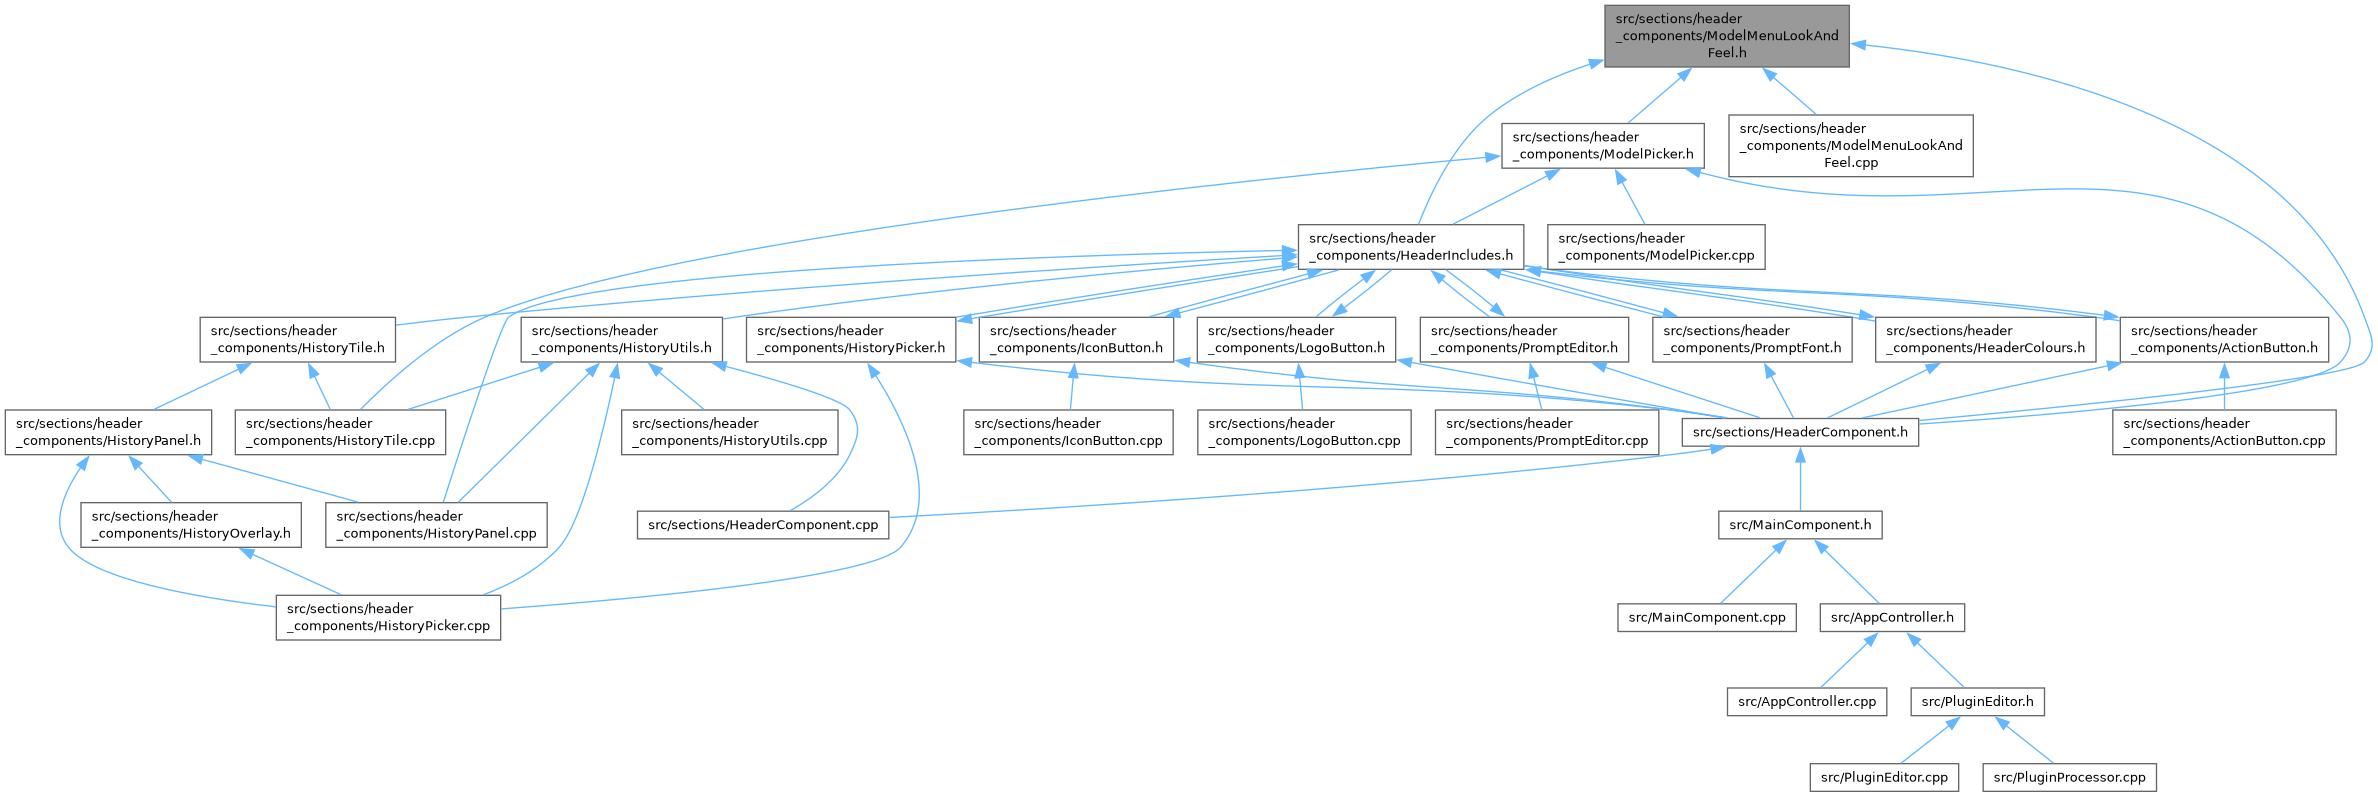 src/sections/header
_components/ModelMenuLookAnd
Feel.h
src/sections/header
_components/ModelPicker.h
src/sections/header
_components/ModelMenuLookAnd
Feel.cpp
src/sections/header
_components/HeaderIncludes.h
src/sections/header
_components/ModelPicker.cpp
src/sections/header
_components/HistoryTile.h
src/sections/header
_components/HistoryUtils.h
src/sections/header
_components/HistoryPicker.h
src/sections/header
_components/IconButton.h
src/sections/header
_components/LogoButton.h
src/sections/header
_components/PromptEditor.h
src/sections/header
_components/PromptFont.h
src/sections/header
_components/HeaderColours.h
src/sections/header
_components/ActionButton.h
src/sections/header
_components/HistoryPanel.h
src/sections/header
_components/HistoryTile.cpp
src/sections/header
_components/HistoryUtils.cpp
src/sections/header
_components/IconButton.cpp
src/sections/header
_components/LogoButton.cpp
src/sections/header
_components/PromptEditor.cpp
src/sections/HeaderComponent.h
src/sections/header
_components/ActionButton.cpp
src/sections/header
_components/HistoryOverlay.h
src/sections/header
_components/HistoryPanel.cpp
src/sections/HeaderComponent.cpp
src/MainComponent.h
src/sections/header
_components/HistoryPicker.cpp
src/MainComponent.cpp
src/AppController.h
src/AppController.cpp
src/PluginEditor.h
src/PluginEditor.cpp
src/PluginProcessor.cpp